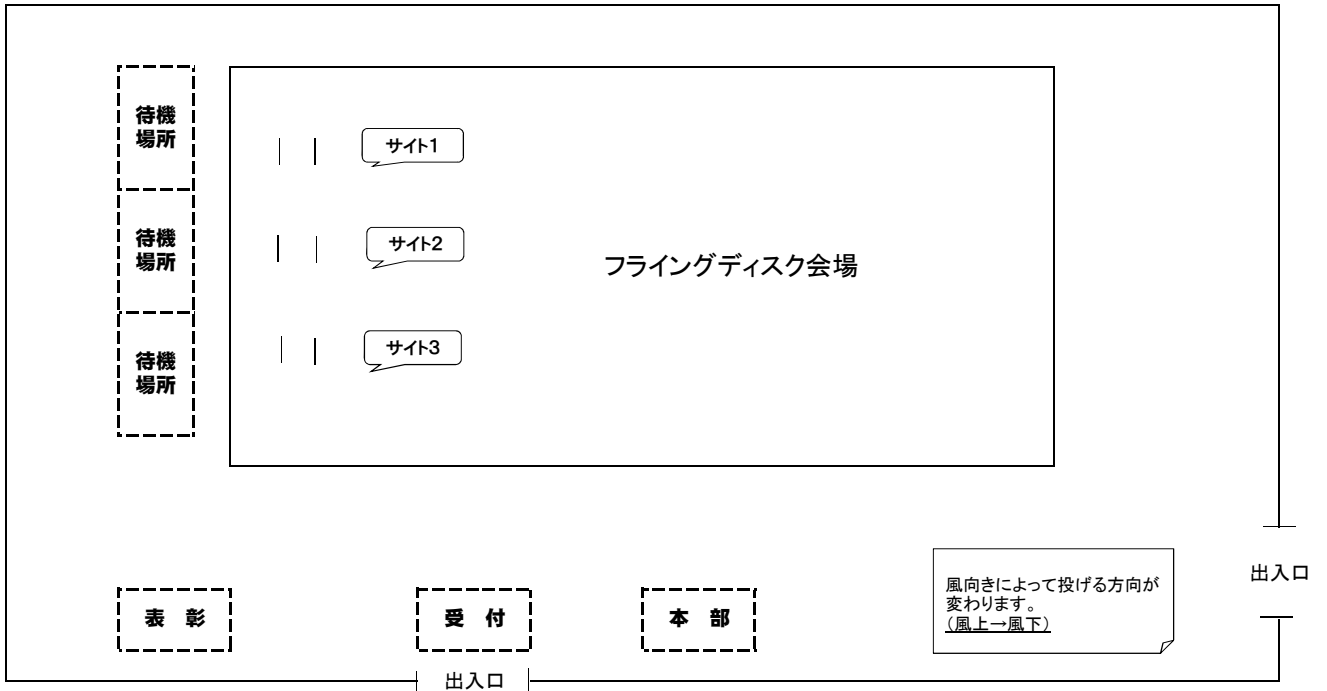 待機
場所
サイト1
待機
場所
サイト2
フライングディスク会場
待機
場所
サイト3
出入口
風向きによって投げる方向が
変わります。
(風上→風下)
表 彰
受 付
本 部
出入口